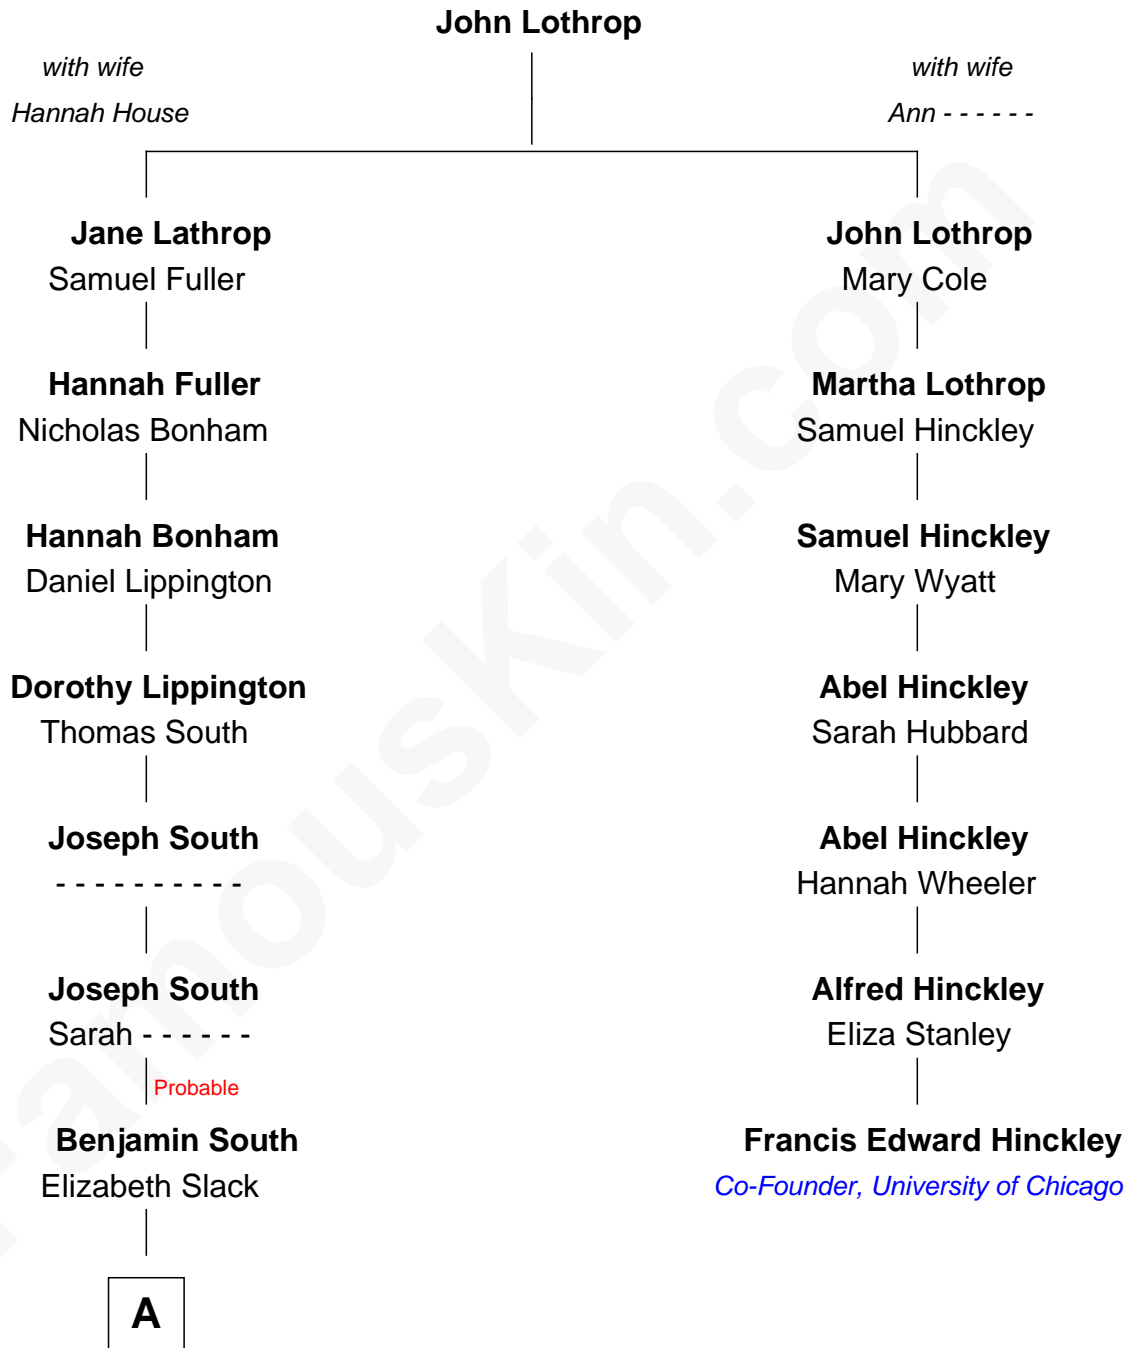 John Lothrop
with wife
Hannah House
with wife
Ann - - - - - -
Jane Lathrop
Samuel Fuller
John Lothrop
Mary Cole
Hannah Fuller
Nicholas Bonham
Martha Lothrop
Samuel Hinckley
Hannah Bonham
Daniel Lippington
Samuel Hinckley
Mary Wyatt
Dorothy Lippington
Thomas South
Abel Hinckley
Sarah Hubbard
Joseph South
- - - - - - - - - -
Abel Hinckley
Hannah Wheeler
Joseph South
Sarah - - - - - -
Alfred Hinckley
Eliza Stanley
Probable
Benjamin South
Elizabeth Slack
Francis Edward Hinckley
Co-Founder, University of Chicago
A
FamousKin.com